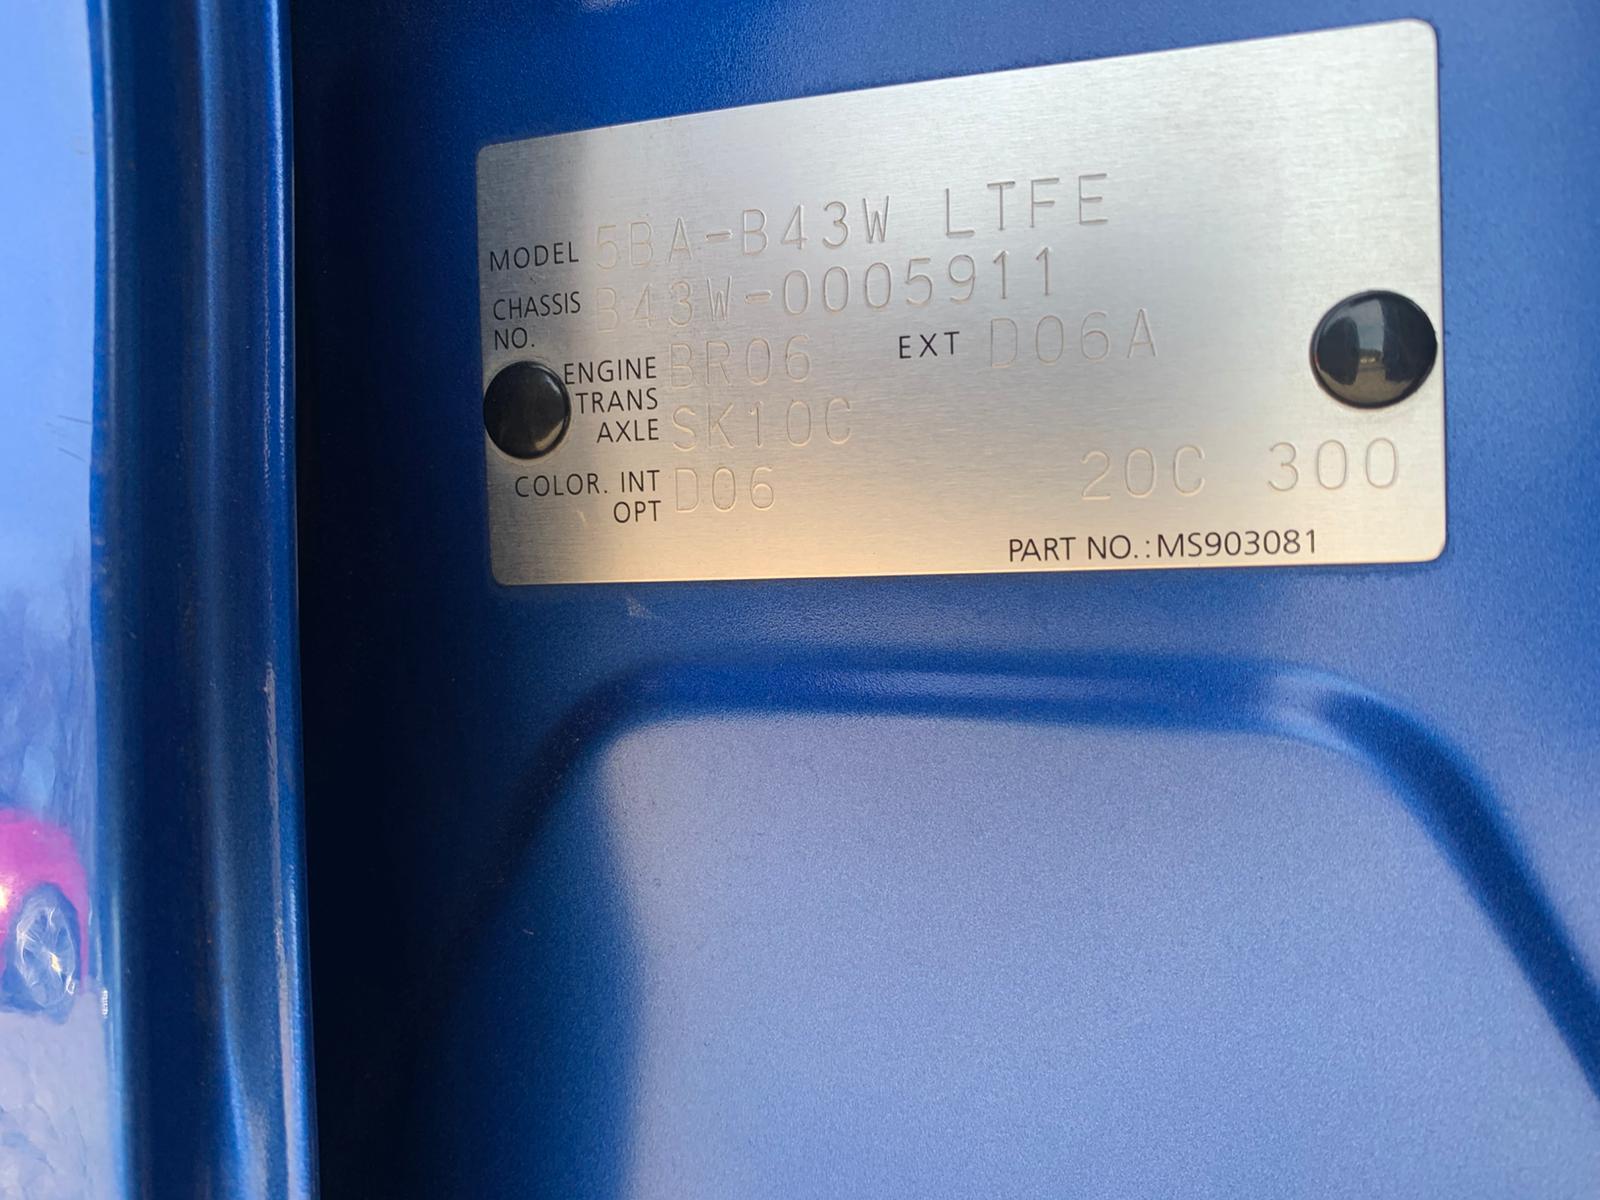 MODEL 5BA-B43W LTFE
CHASSIS NO. B43W-0005911
ENGINE BR06 EXT D06A
TRANS AXLE SK10C
COLOR. INT OPT D06 20C 300
PART NO.:MS903081